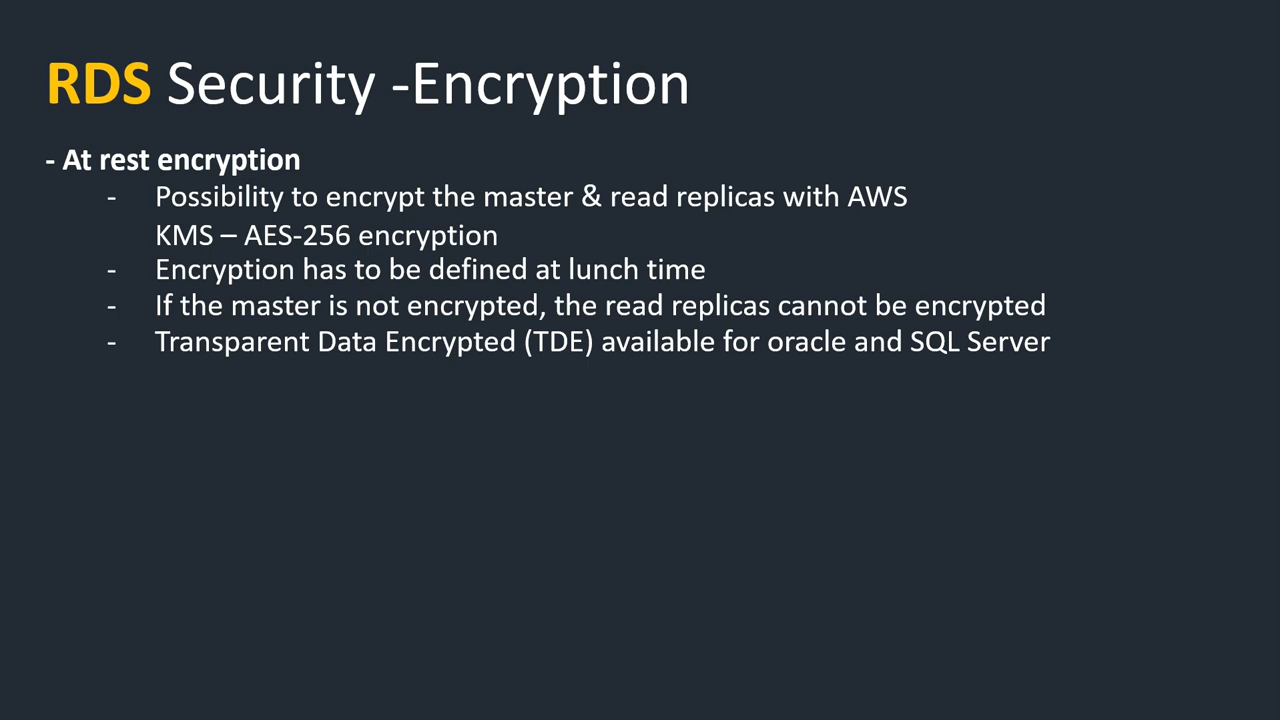 RDS Security -Encryption
- At rest encryption
- Possibility to encrypt the master & read replicas with AWS
KMS – AES-256 encryption
- Encryption has to be defined at lunch time
- If the master is not encrypted, the read replicas cannot be encrypted
- Transparent Data Encrypted (TDE) available for oracle and SQL Server